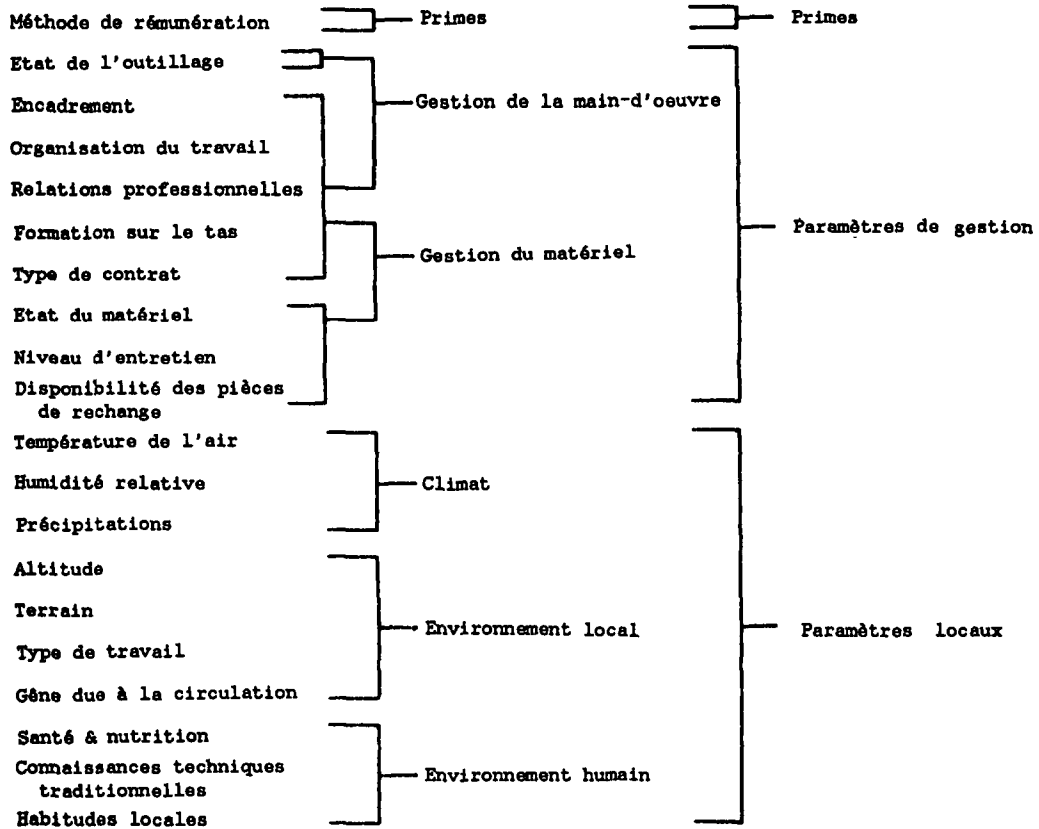 Méthode de rémunération
Primes
Primes
Etat de l'outillage
Encadrement
Gestion de la main-d'oeuvre
Organisation du travail
Relations professionnelles
Formation sur le tas
Paramètres de gestion
Gestion du matériel
Type de contrat
Etat du matériel
Niveau d'entretien
Disponibilité des pièces
de rechange
Température de l'air
Humidité relative
Climat
Précipitations
Altitude
Terrain
Environnement local
Paramètres locaux
Type de travail
Gêne due à la circulation
Santé & nutrition
Connaissances techniques
traditionnelles
Environnement humain
Habitudes locales